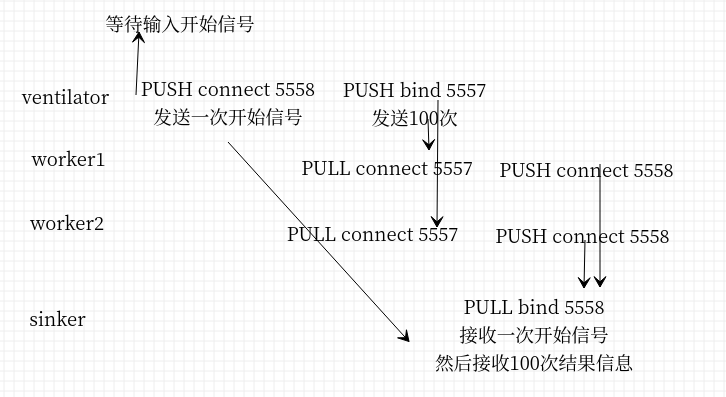 等待输入开始信号
ventilator
PUSH connect 5558
发送一次开始信号
PUSH bind 5557
发送100次
worker1
PULL connect 5557
PUSH connect 5558
worker2
PULL connect 5557
PUSH connect 5558
sinker
PULL bind 5558
接收一次开始信号
然后接收100次结果信息